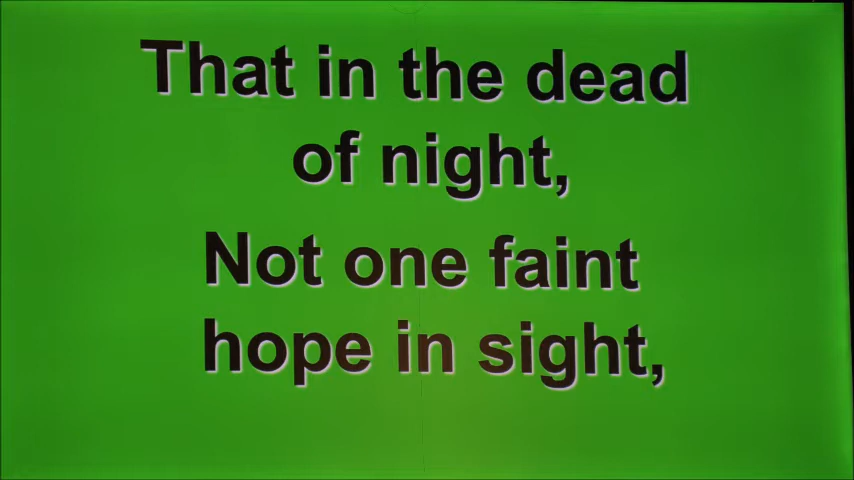 That in the dead
of night,
Not one faint
hope in sight,